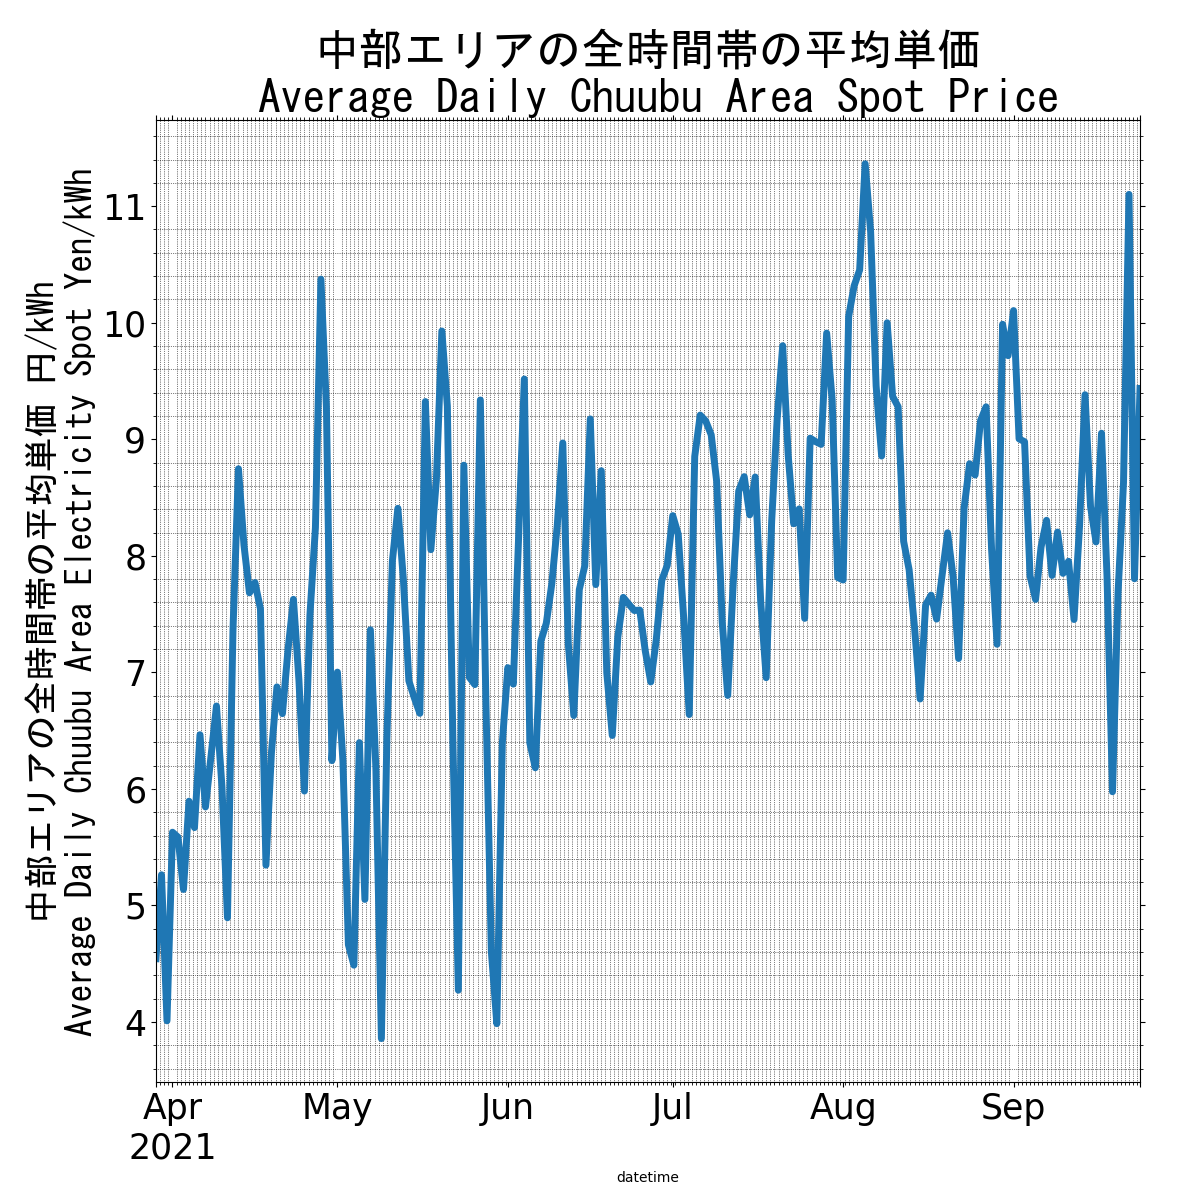 中部エリアの全時間帯の平均単価
Average Daily Chuubu Area Spot Price
中部エリアの全時間帯の平均単価 円/kWh
Average Daily Chuubu Area Electricity Spot Yen/kWh
11
10
9
8
7
6
5
4
Apr May Jun Jul Aug Sep
2021
datetime